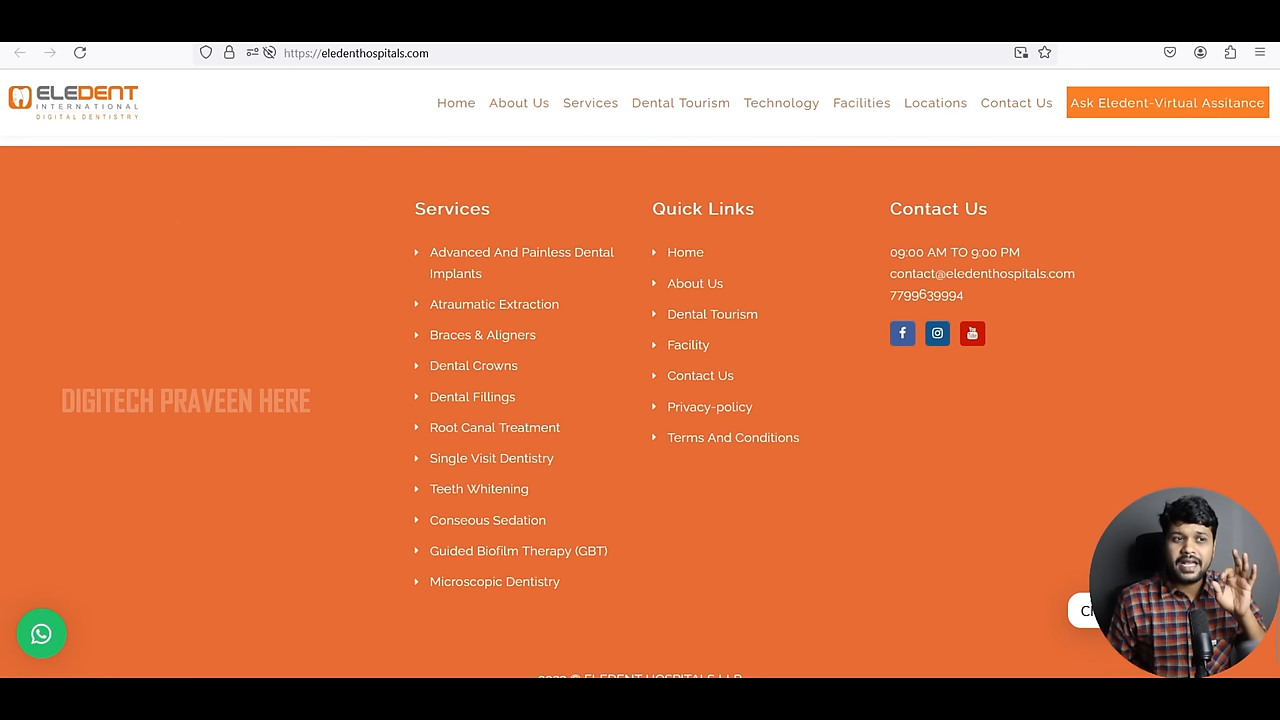 https://eledenthospitals.com
ELEDENT
INTERNATIONAL
DIGITAL DENTISTRY
Home About Us Services Dental Tourism Technology Facilities Locations Contact Us Ask Eledent-Virtual Assitance
Services
Advanced And Painless Dental
Implants
Atraumatic Extraction
Braces & Aligners
Dental Crowns
Dental Fillings
Root Canal Treatment
Single Visit Dentistry
Teeth Whitening
Conseous Sedation
Guided Biofilm Therapy (GBT)
Microscopic Dentistry
Quick Links
Home
About Us
Dental Tourism
Facility
Contact Us
Privacy-policy
Terms And Conditions
Contact Us
09:00 AM TO 9:00 PM
contact@eledenthospitals.com
7799639994
DIGITECH PRAVEEN HERE
© ELEDENT HOSPITALS LLP